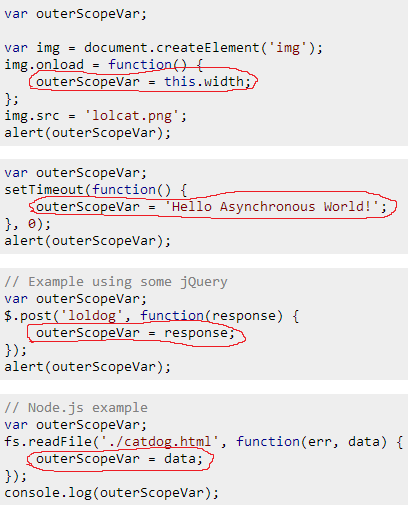 var outerScopeVar;
var img = document.createElement('img');
img.onload = function() {
outerScopeVar = this.width;
};
img.src = 'lolcat.png';
alert(outerScopeVar);
var outerScopeVar;
setTimeout(function() {
outerScopeVar = 'Hello Asynchronous World!';
}, 0);
alert(outerScopeVar);
// Example using some jQuery
var outerScopeVar;
$.post('loldog', function(response) {
outerScopeVar = response;
});
alert(outerScopeVar);
// Node.js example
var outerScopeVar;
fs.readFile('./catdog.html', function(err, data) {
outerScopeVar = data;
});
console.log(outerScopeVar);